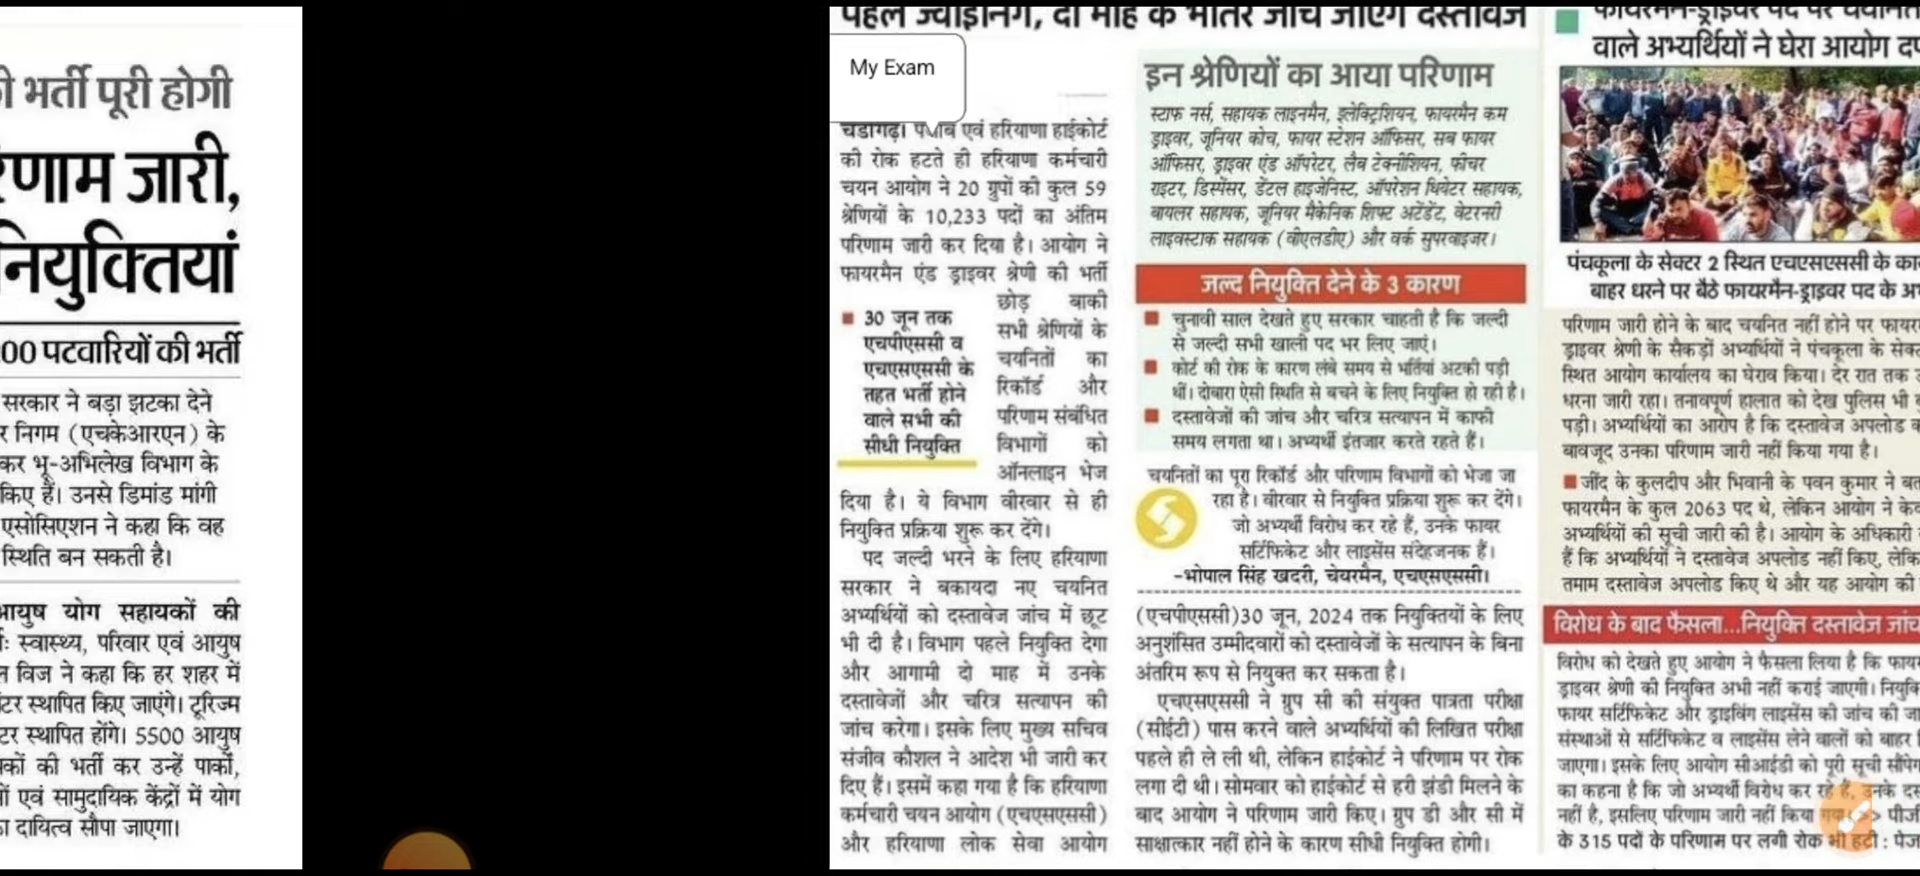 भर्ती पूरी होगी
जारी,
नियुक्तियां
00 पटवारियों की भर्ती
सरकार ने बड़ा झटका देने
र निगम (एचकेआरएन) के
कर भू-अभिलेख विभाग के
किए हैं। उनसे डिमांड मांगी
एसोसिएशन ने कहा कि वह
स्थिति बन सकती है।
आयुष योग सहायकों की
स्वास्थ्य, परिवार एवं आयुष
विज ने कहा कि हर शहर में
टर स्थापित किए जाएंगे। टूरिज्म
टर स्थापित होंगे। 5500 आयुष
कों की भर्ती कर उन्हें पार्कों,
एवं सामुदायिक केंद्रों में योग
दायित्व सौंपा जाएगा।
पहले ज्वाइनिंग, दो माह के भीतर जांचे जाएंगे दस्तावेज
My Exam
चंडीगढ़। पंजाब एवं हरियाणा हाईकोर्ट
की रोक हटते ही हरियाणा कर्मचारी
चयन आयोग ने 20 ग्रुपों की कुल 59
श्रेणियों के 10,233 पदों का अंतिम
परिणाम जारी कर दिया है। आयोग ने
फायरमैन एंड ड्राइवर श्रेणी की भर्ती
छोड़ बाकी
सभी श्रेणियों के
चयनितों का
रिकॉर्ड और
परिणाम संबंधित
विभागों को
ऑनलाइन भेज
30 जून तक
एचपीएससी व
एचएसएससी के
तहत भर्ती होने
वाले सभी की
सीधी नियुक्ति
दिया है। ये विभाग वीरवार से ही
नियुक्ति प्रक्रिया शुरू कर देंगे।
पद जल्दी भरने के लिए हरियाणा
सरकार ने बकायदा नए चयनित
अभ्यर्थियों को दस्तावेज जांच में छूट
भी दी है। विभाग पहले नियुक्ति देगा
और आगामी दो माह में उनके
दस्तावेजों और चरित्र सत्यापन की
जांच करेगा। इसके लिए मुख्य सचिव
संजीव कौशल ने आदेश भी जारी कर
दिए हैं। इसमें कहा गया है कि हरियाणा
कर्मचारी चयन आयोग (एचएसएससी)
और हरियाणा लोक सेवा आयोग
इन श्रेणियों का आया परिणाम
स्टाफ नर्स, सहायक लाइनमैन, इलेक्ट्रिशियन, फायरमैन कम
ड्राइवर, जूनियर कोच, फायर स्टेशन ऑफिसर, सब फायर
ऑफिसर, ड्राइवर एंड ऑपरेटर, लैब टेक्नीशियन, फीचर
राइटर, डिस्पेंसर, डेंटल हाइजेनिस्ट, ऑपरेशन थियेटर सहायक,
बायलर सहायक, जूनियर मैकेनिक शिफ्ट अटेंडेंट, वेटरनरी
लाइवस्टाक सहायक (वीएलडीए) और वर्क सुपरवाइजर।
जल्द नियुक्ति देने के 3 कारण
चुनावी साल देखते हुए सरकार चाहती है कि जल्दी
से जल्दी सभी खाली पद भर लिए जाएं।
कोर्ट की रोक के कारण लंबे समय से भर्तियां अटकी पड़ी
थीं। दोबारा ऐसी स्थिति से बचने के लिए नियुक्ति हो रही है।
दस्तावेजों की जांच और चरित्र सत्यापन में काफी
समय लगता था। अभ्यर्थी इंतजार करते रहते हैं।
चयनितों का पूरा रिकॉर्ड और परिणाम विभागों को भेजा जा
रहा है। वीरवार से नियुक्ति प्रक्रिया शुरू कर देंगे।
जो अभ्यर्थी विरोध कर रहे हैं, उनके फायर
सर्टिफिकेट और लाइसेंस संदेहजनक हैं।
-भोपाल सिंह खदरी, चेयरमैन, एचएसएससी।
(एचपीएससी)30 जून, 2024 तक नियुक्तियों के लिए
अनुशंसित उम्मीदवारों को दस्तावेजों के सत्यापन के बिना
अंतरिम रूप से नियुक्त कर सकता है।
एचएसएससी ने ग्रुप सी की संयुक्त पात्रता परीक्षा
(सीईटी) पास करने वाले अभ्यर्थियों की लिखित परीक्षा
पहले ही ले ली थी, लेकिन हाईकोर्ट ने परिणाम पर रोक
लगा दी थी। सोमवार को हाईकोर्ट से हरी झंडी मिलने के
बाद आयोग ने परिणाम जारी किए। ग्रुप डी और सी में
साक्षात्कार नहीं होने के कारण सीधी नियुक्ति होगी।
फायरमैन-ड्राइवर पद पर चयनित
वाले अभ्यर्थियों ने घेरा आयोग
पंचकूला के सेक्टर 2 स्थित एचएसएससी के
बाहर धरने पर बैठे फायरमैन-ड्राइवर पद के
परिणाम जारी होने के बाद चयनित नहीं होने पर
ड्राइवर श्रेणी के सैकड़ों अभ्यर्थियों ने पंचकूला के
स्थित आयोग कार्यालय का घेराव किया। देर रात तक
धरना जारी रहा। तनावपूर्ण हालात को देख पुलिस भी
पड़ी। अभ्यर्थियों का आरोप है कि दस्तावेज अपलोड
बावजूद उनका परिणाम जारी नहीं किया गया है।
जींद के कुलदीप और भिवानी के पवन कुमार ने
फायरमैन के कुल 2063 पद थे, लेकिन आयोग ने
अभ्यर्थियों की सूची जारी की है। आयोग के अधिकारी
हैं कि अभ्यर्थियों ने दस्तावेज अपलोड नहीं किए,
तमाम दस्तावेज अपलोड किए थे और यह आयोग की
विरोध के बाद फैसला...नियुक्ति दस्तावेज जांच
विरोध को देखते हुए आयोग ने फैसला लिया है कि
ड्राइवर श्रेणी की नियुक्ति अभी नहीं कराई जाएगी।
फायर सर्टिफिकेट और ड्राइविंग लाइसेंस की जांच की
संस्थाओं से सर्टिफिकेट व लाइसेंस लेने वालों को बाहर
जाएगा। इसके लिए आयोग सीआईडी को पूरी सूची
का कहना है कि जो अभ्यर्थी विरोध कर रहे हैं, उनके
नहीं है, इसलिए परिणाम जारी नहीं किया गया। >>
के 315 पदों के परिणाम पर लगी रोक भी हटी :